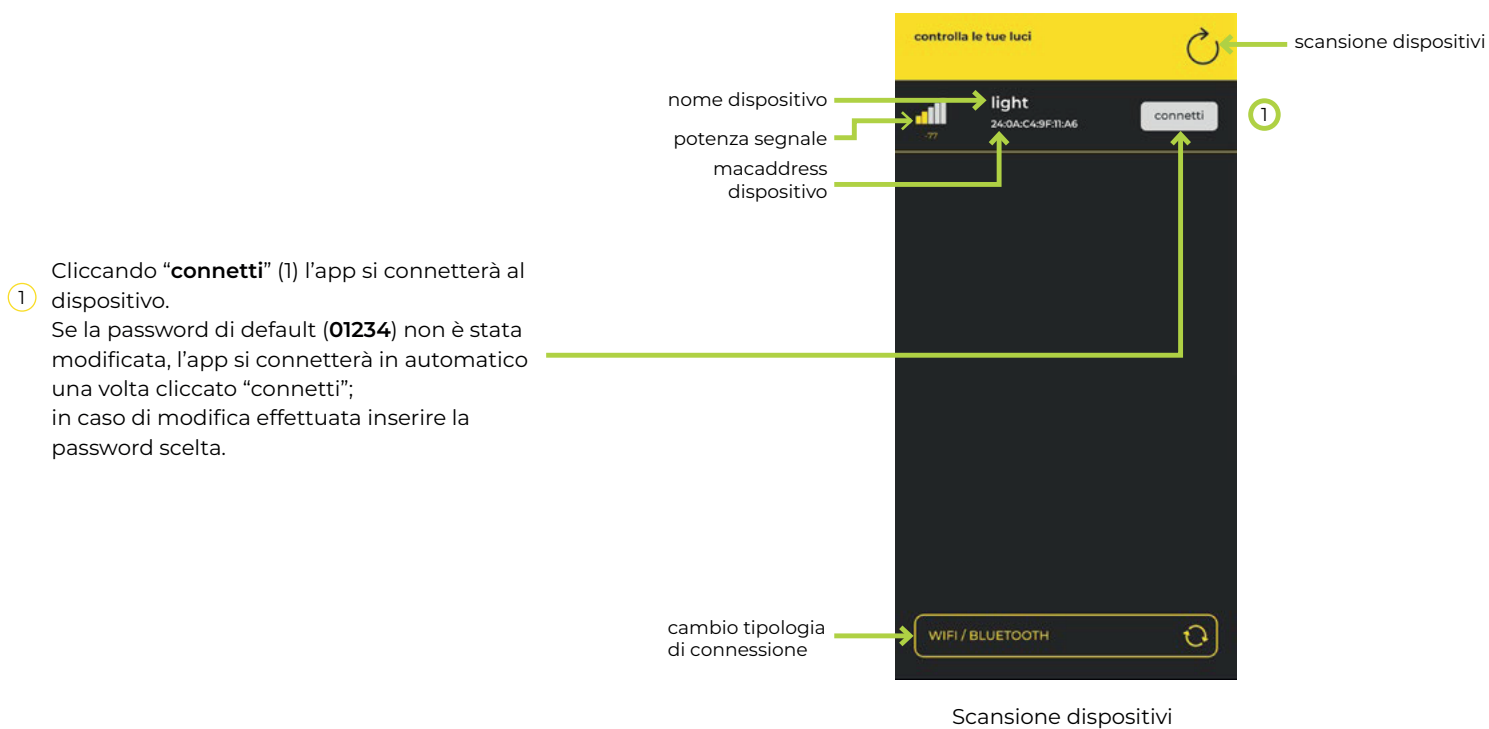 controlla le tue luci
scansione dispositivi
nome dispositivo
light
connetti
1
24:0A:C4:9F:11:A6
-77
potenza segnale
macaddress
dispositivo
1
Cliccando “connetti” (1) l’app si connetterà al
dispositivo.
Se la password di default (01234) non è stata
modificata, l’app si connetterà in automatico
una volta cliccato “connetti”;
in caso di modifica effettuata inserire la
password scelta.
cambio tipologia
di connessione
WIFI / BLUETOOTH
Scansione dispositivi